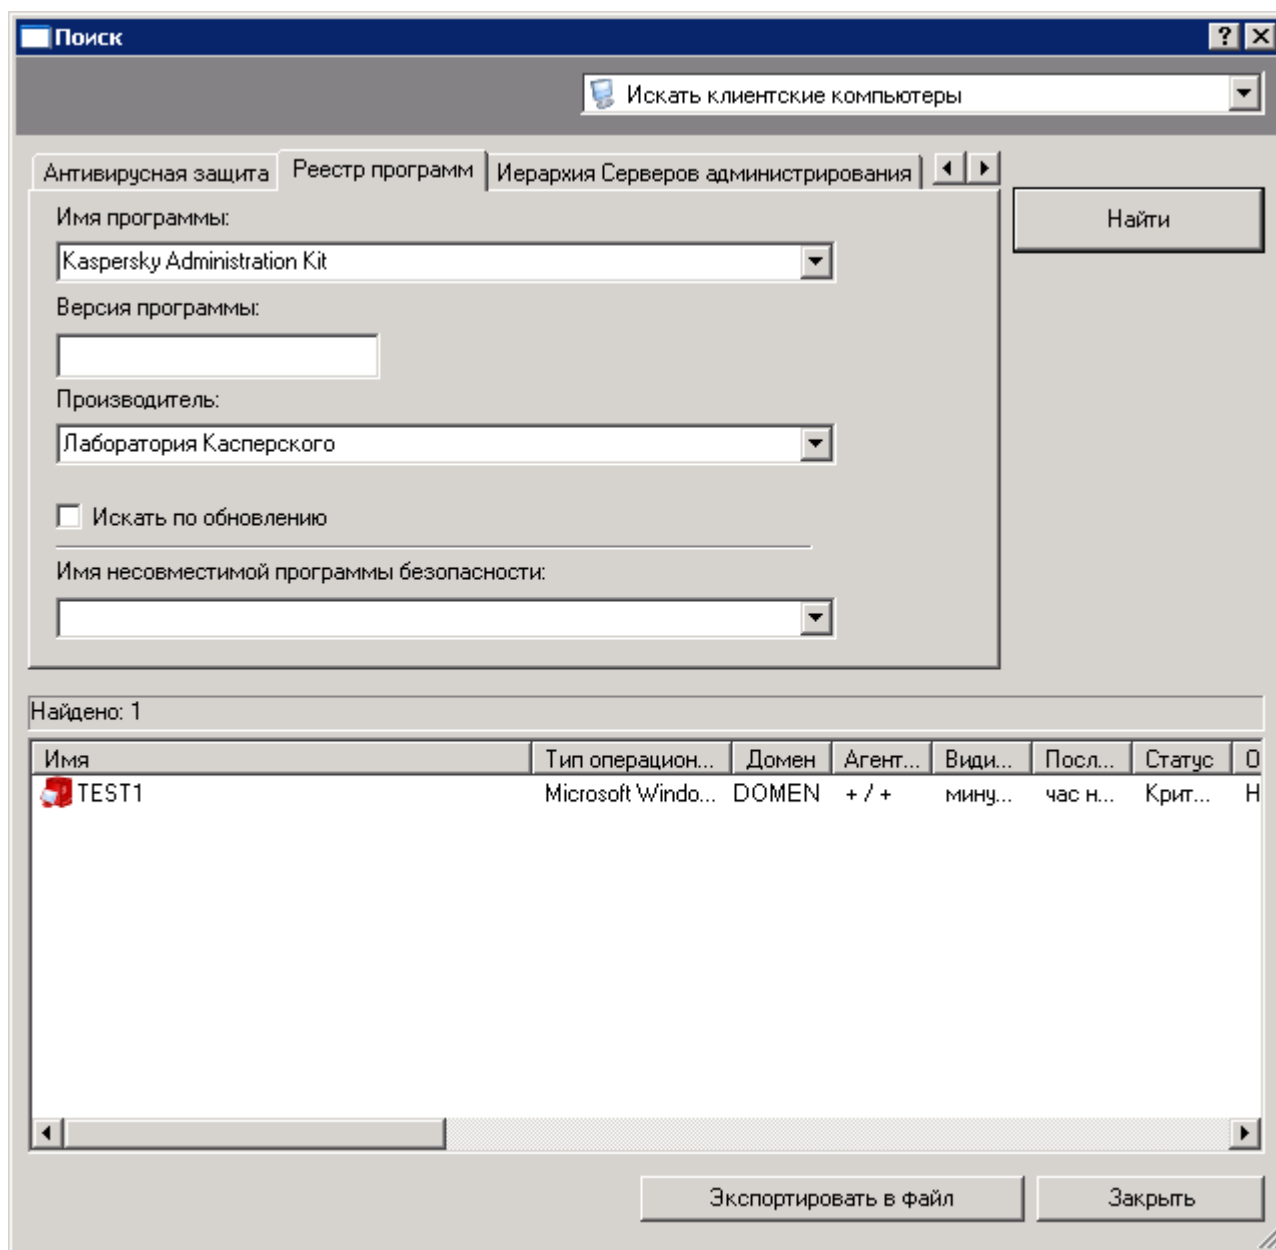 Поиск
Искать клиентские компьютеры
Антивирусная защита Реестр программ Иерархия Серверов администрирования
Найти
Имя программы:
Kaspersky Administration Kit
Версия программы:
Производитель:
Лаборатория Касперского
Искать по обновлению
Имя несовместимой программы безопасности:
Найдено: 1
Имя Тип операцион... Домен Агент... Види... Посл... Статус О
TEST1 Microsoft Windo... DOMEN + / + мину... час н... Крит... Н
Экспортировать в файл Закрыть